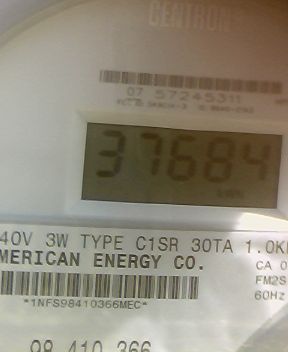 CENTRON
07 57245311
37684
40V 3W TYPE C1SR 30TA 1.0K
MERICAN ENERGY CO.
CA 0
FM2S
60Hz
*1NFS98410366MEC*
98 410 366